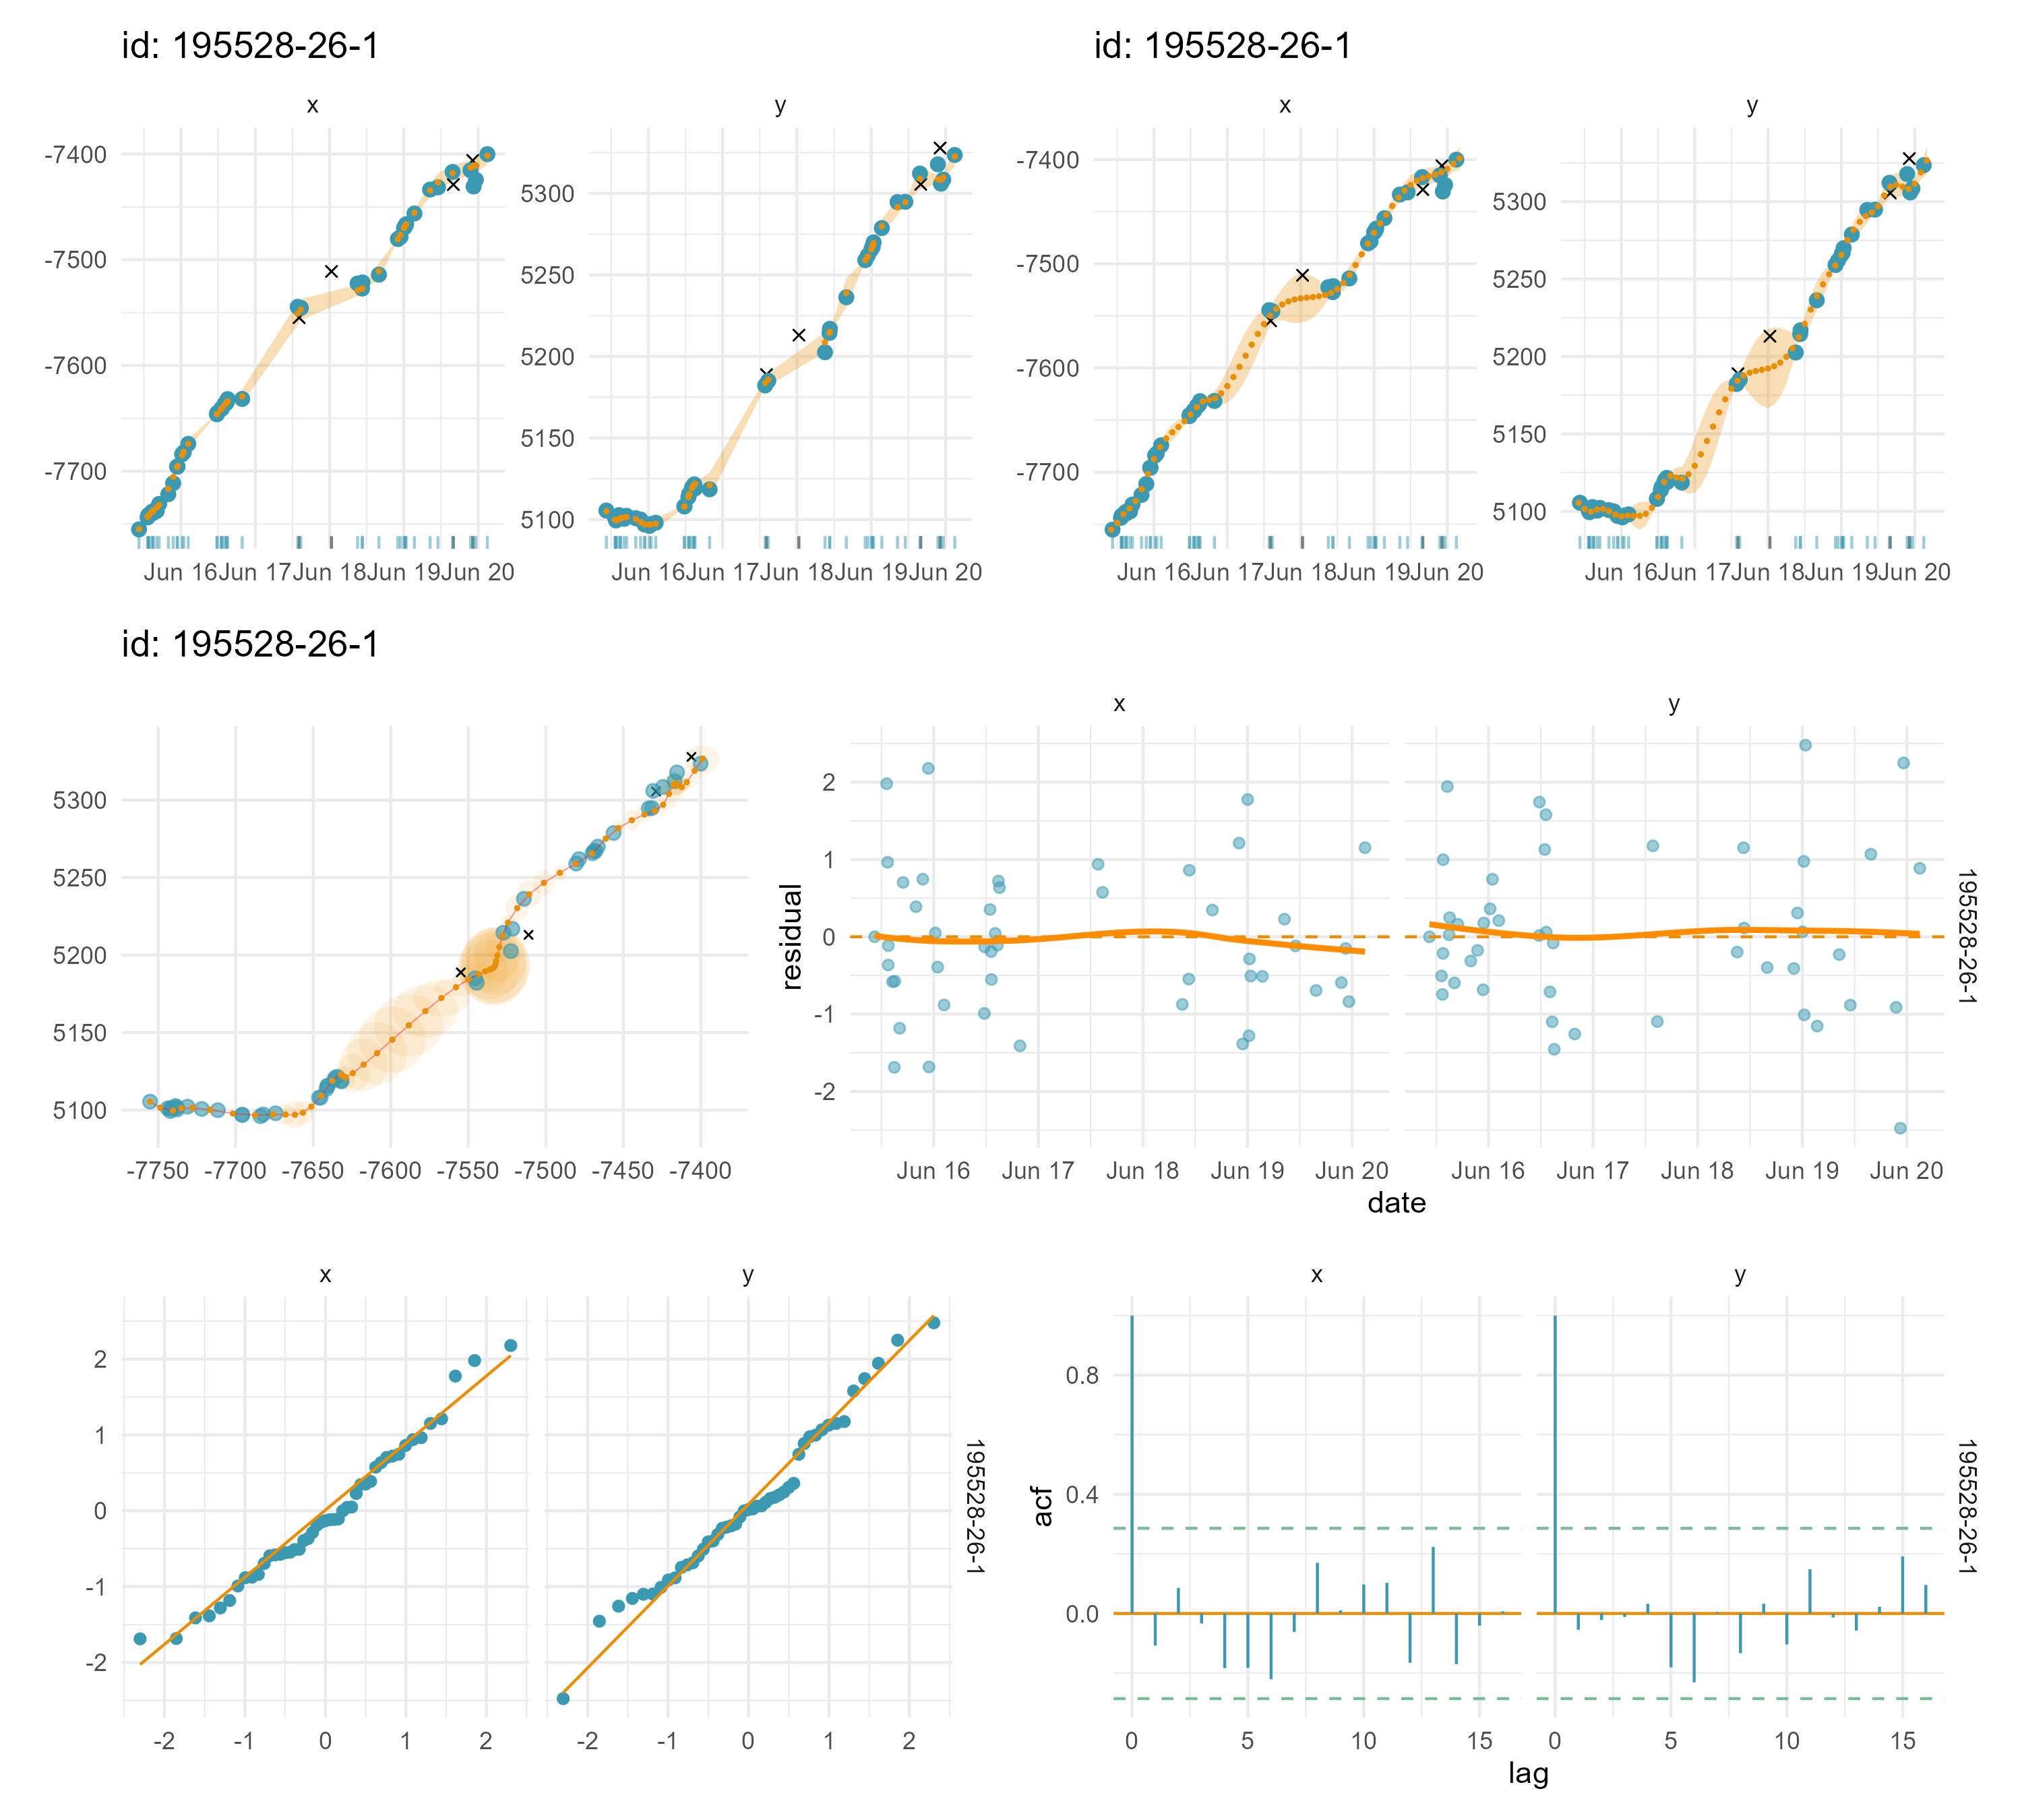 id: 195528-26-1
id: 195528-26-1
x
y
x
y
-7400
-7500
-7600
-7700
5300
5250
5200
5150
5100
-7400
-7500
-7600
-7700
5300
5250
5200
5150
5100
Jun 16Jun 17Jun 18Jun 19Jun 20
Jun 16Jun 17Jun 18Jun 19Jun 20
Jun 16Jun 17Jun 18Jun 19Jun 20
Jun 16Jun 17Jun 18Jun 19Jun 20
id: 195528-26-1
5300
5250
5200
5150
5100
-7750 -7700 -7650 -7600 -7550 -7500 -7450 -7400
x
y
residual
2
1
0
-1
-2
195528-26-1
Jun 16 Jun 17 Jun 18 Jun 19 Jun 20
Jun 16 Jun 17 Jun 18 Jun 19 Jun 20
date
x
y
2
1
0
-1
-2
195528-26-1
-2 -1 0 1 2
-2 -1 0 1 2
x
y
acf
0.8
0.4
0.0
195528-26-1
0 5 10 15
0 5 10 15
lag